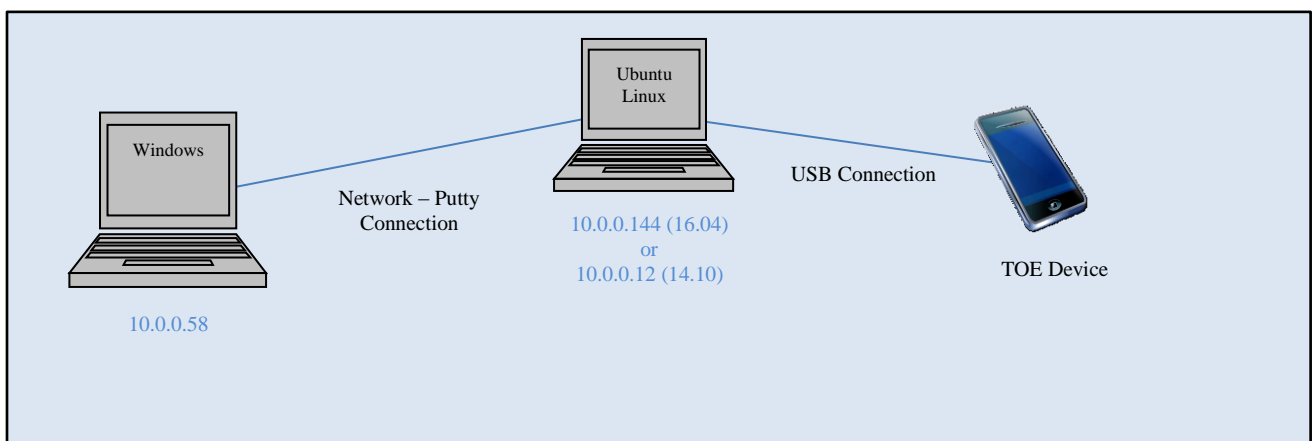 Windows
Network – Putty
Connection
10.0.0.58
Ubuntu
Linux
10.0.0.144 (16.04)
or
10.0.0.12 (14.10)
USB Connection
TOE Device